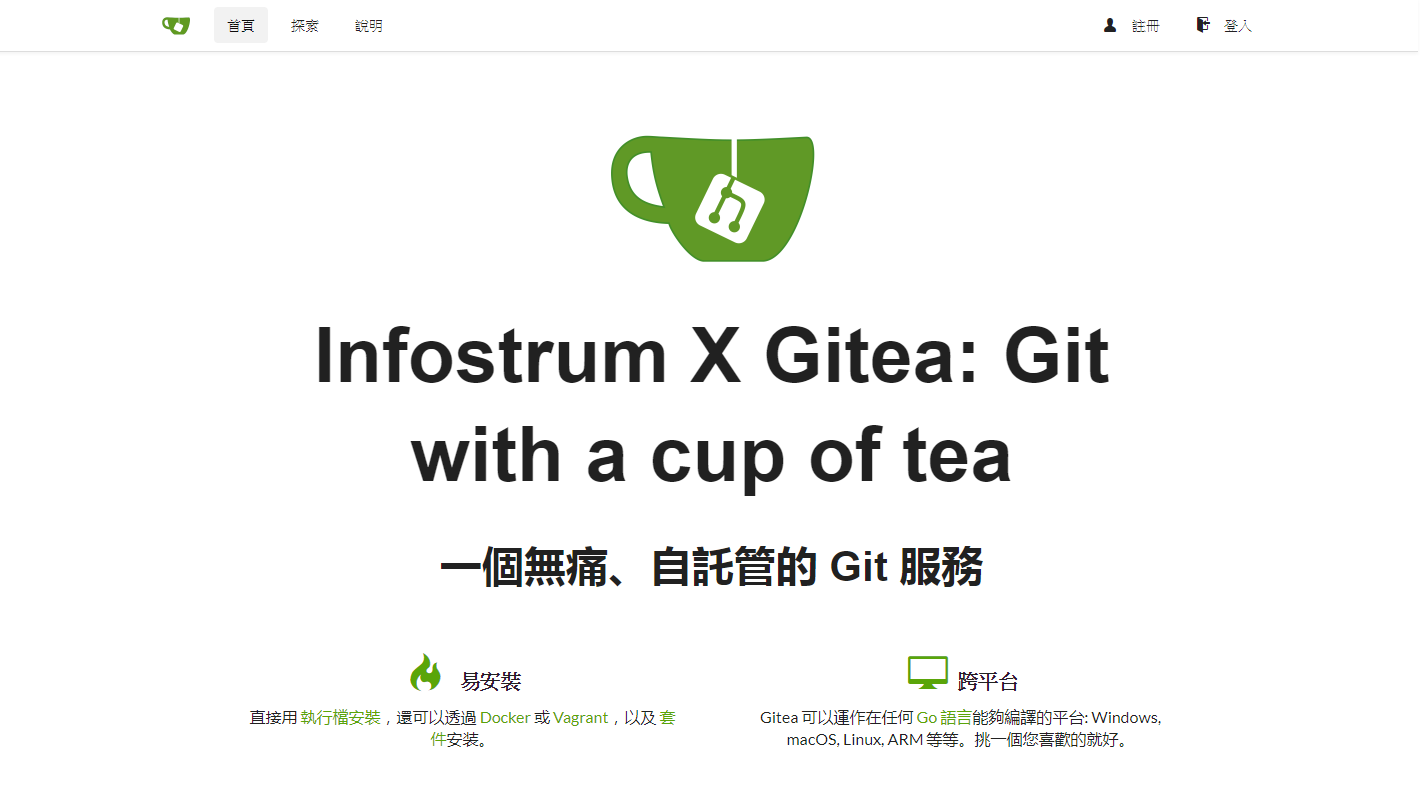 首頁 探索 說明 註冊 登入
Infostrum X Gitea: Git
with a cup of tea
一個無痛、自託管的 Git 服務
易安裝
直接用 執行檔安裝，還可以透過 Docker 或 Vagrant，以及 套
件安裝。
跨平台
Gitea 可以運作在任何 Go 語言能夠編譯的平台: Windows,
macOS, Linux, ARM 等等。挑一個您喜歡的就好。